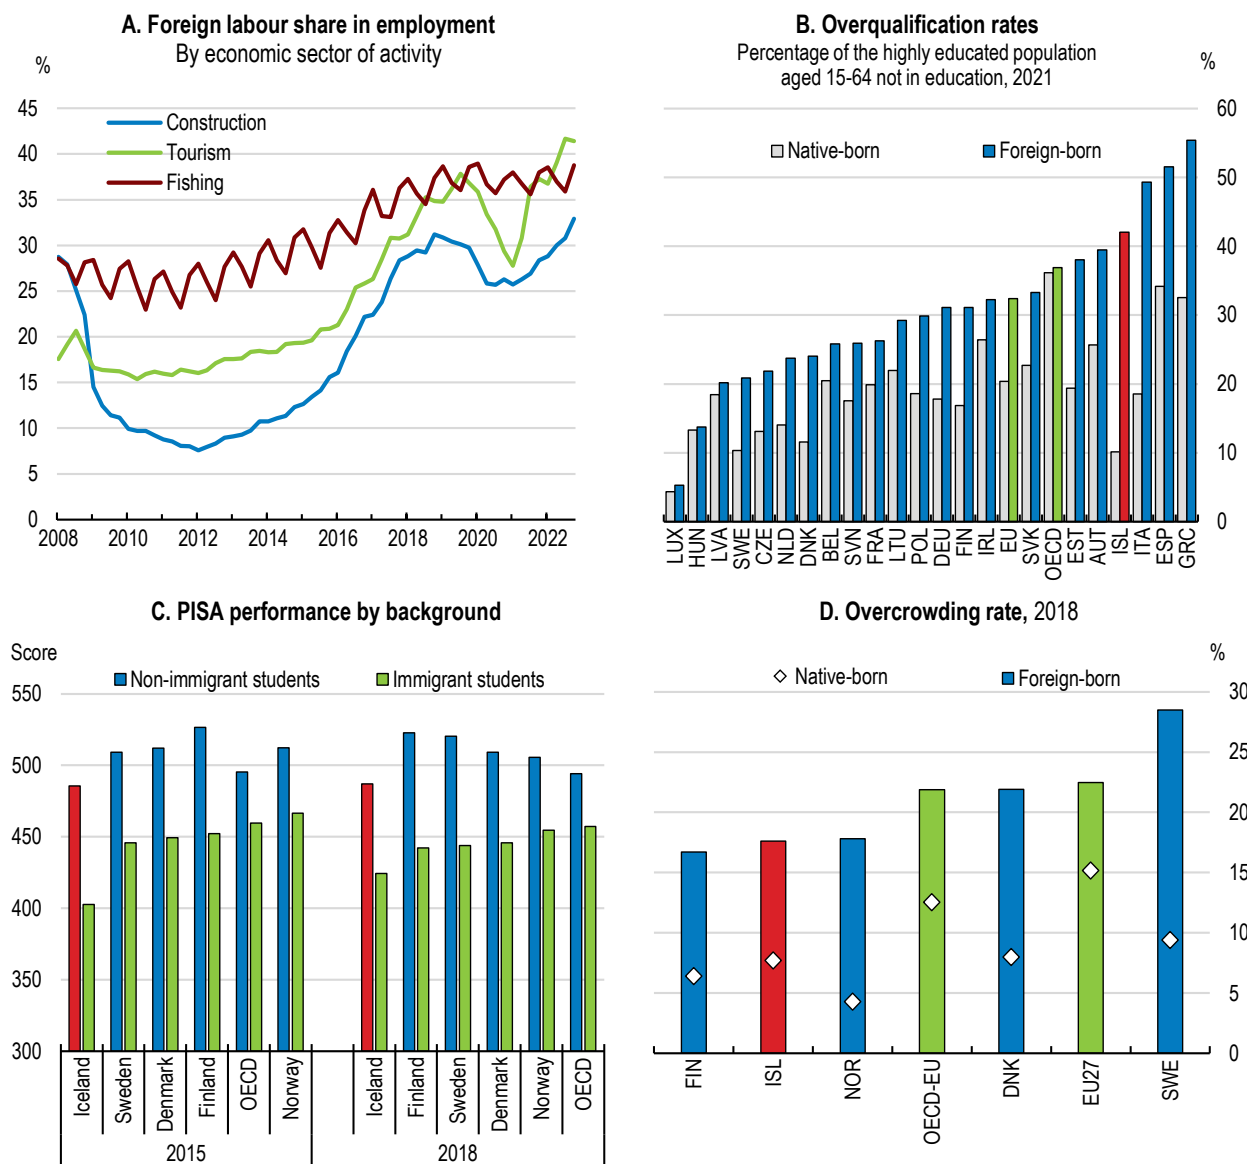 A. Foreign labour share in employment
By economic sector of activity
%
45
40
35
30
25
20
15
10
5
0
Construction
Tourism
Fishing
2008 2010 2012 2014 2016 2018 2020 2022
B. Overqualification rates
Percentage of the highly educated population
aged 15-64 not in education, 2021
%
60
50
40
30
20
10
0
Native-born Foreign-born
LUX HUN LVA SWE CZE NLD DNK BEL SVN FRA LTU POL DEU FIN IRL EU SVK OECD EST AUT ISL ITA ESP GRC
C. PISA performance by background
Score
Non-immigrant students Immigrant students
550
500
450
400
350
300
Iceland Sweden Denmark Finland OECD Norway Iceland Finland Sweden Denmark Norway OECD
2015 2018
D. Overcrowding rate, 2018
%
Native-born Foreign-born
30
25
20
15
10
5
0
FIN ISL NOR OECD-EU DNK EU27 SWE